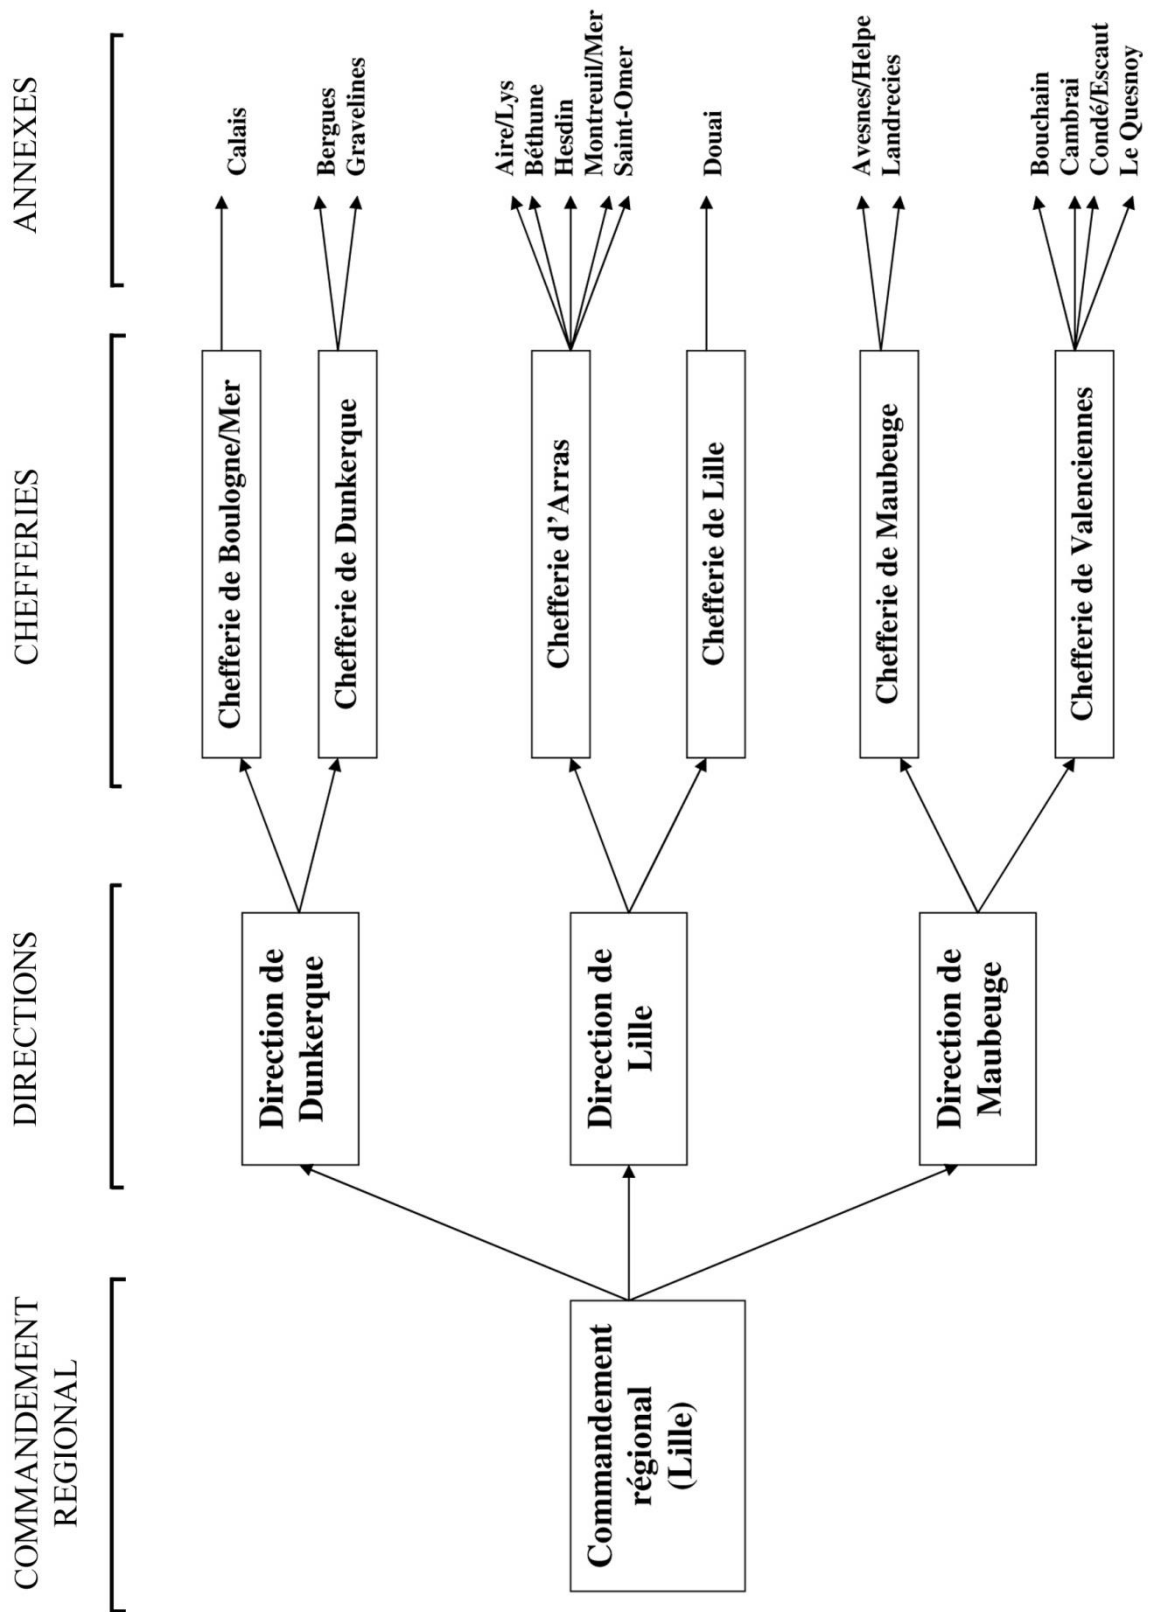 COMMANDEMENT
REGIONAL
DIRECTIONS
CHEFFERIES
ANNEXES
Commandement
régional
(Lille)
Direction de
Dunkerque
Direction de
Lille
Direction de
Maubeuge
Chefferie de Boulogne/Mer
Chefferie de Dunkerque
Chefferie d’Arras
Chefferie de Lille
Chefferie de Maubeuge
Chefferie de Valenciennes
Calais
Bergues
Gravelines
Aire/Lys
Béthune
Hesdin
Montreuil/Mer
Saint-Omer
Douai
Avesnes/Helpe
Landrecies
Bouchain
Cambrai
Condé/Escaut
Le Quesnoy